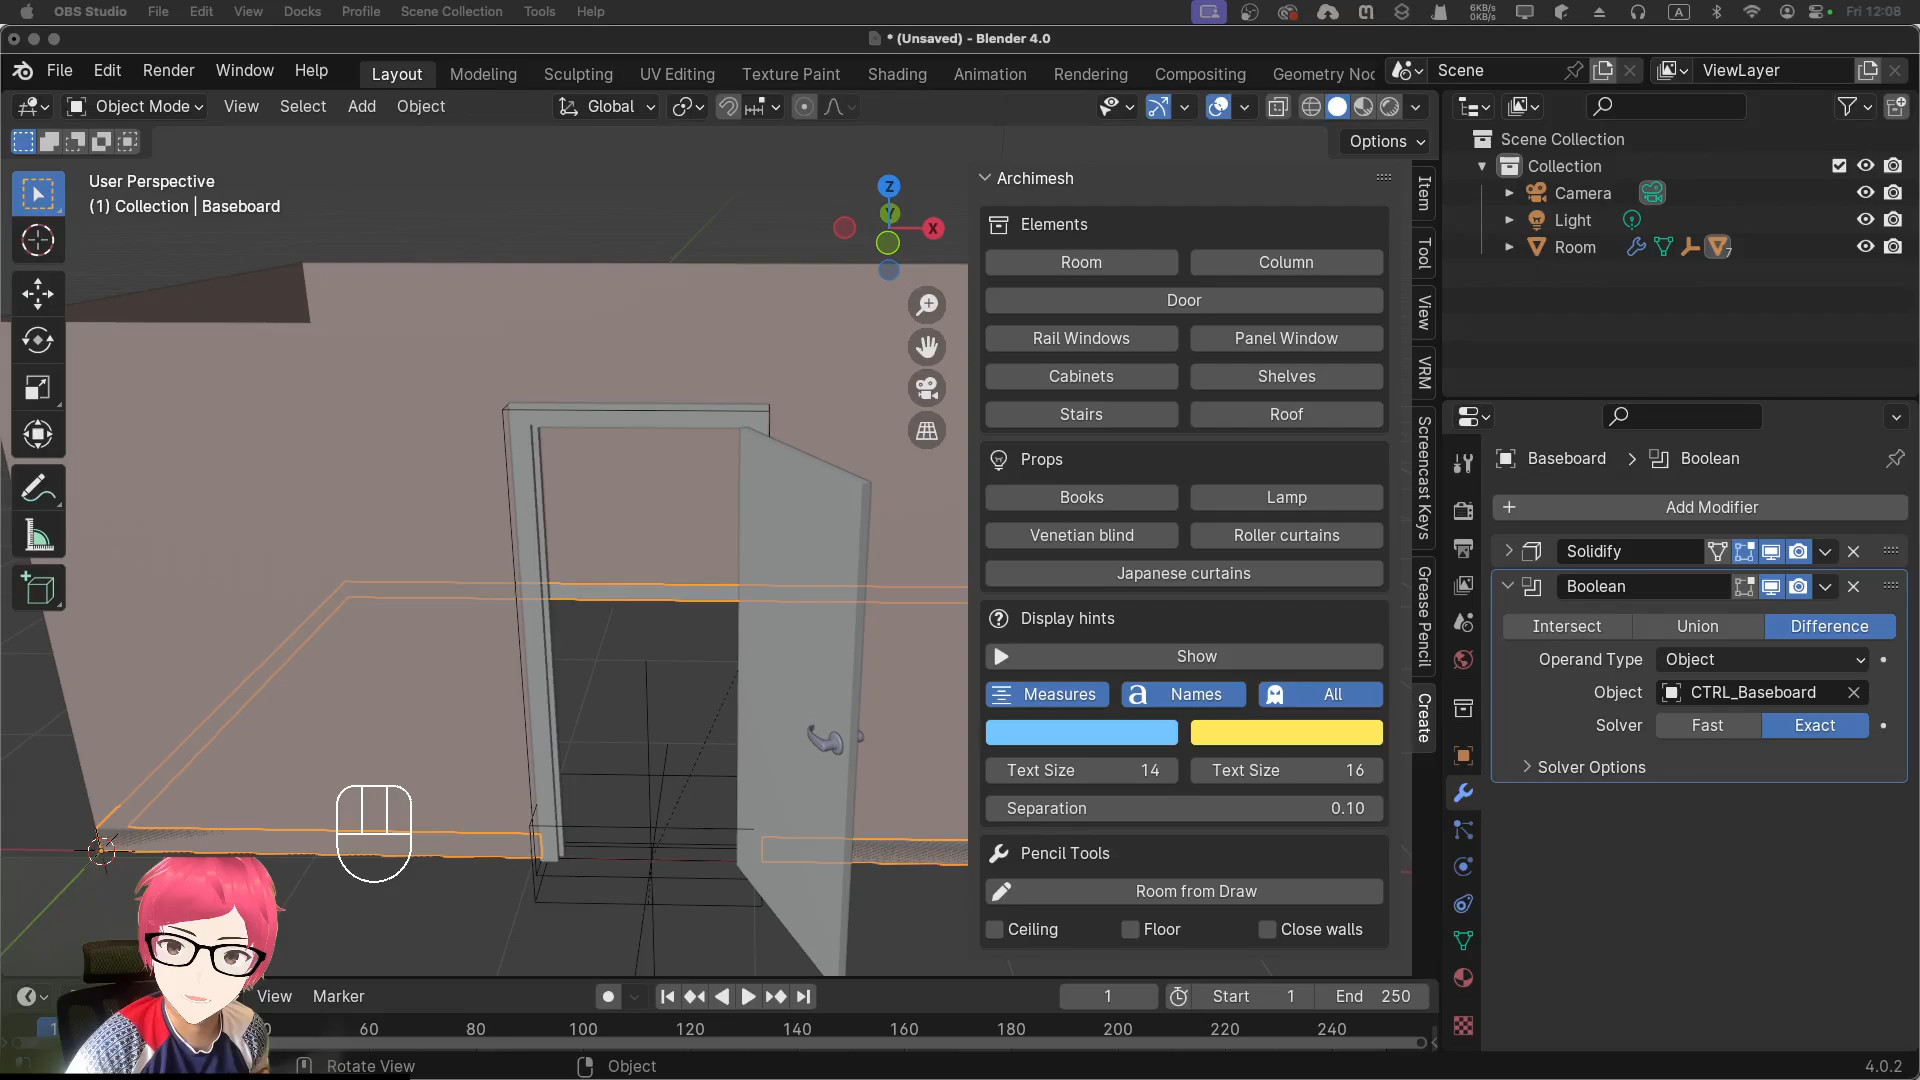 OBS Studio File Edit View Docks Profile Scene Collection Tools Help 6KB/s 0KB/s A Fri 12:08
* (Unsaved) - Blender 4.0
File Edit Render Window Help Layout Modeling Sculpting UV Editing Texture Paint Shading Animation Rendering Compositing Geometry Noc Scene ViewLayer
Object Mode View Select Add Object Global
Options
User Perspective
(1) Collection | Baseboard
Z
Y
X
Archimesh
Elements
Room Column
Door
Rail Windows Panel Window
Cabinets Shelves
Stairs Roof
Props
Books Lamp
Venetian blind Roller curtains
Japanese curtains
Display hints
Show
Measures a Names All
Text Size 14 Text Size 16
Separation 0.10
Pencil Tools
Room from Draw
Ceiling Floor Close walls
Item
Tool
View
VRM
Screencast Keys
Grease Pencil
Create
Scene Collection
Collection
Camera
Light
Room 7
Baseboard > Boolean
+ Add Modifier
Solidify
Boolean
Intersect Union Difference
Operand Type Object
Object CTRL_Baseboard
Solver Fast Exact
Solver Options
View Marker 1 Start 1 End 250
60 80 100 120 140 160 180 200 220 240
Rotate View Object 4.0.2